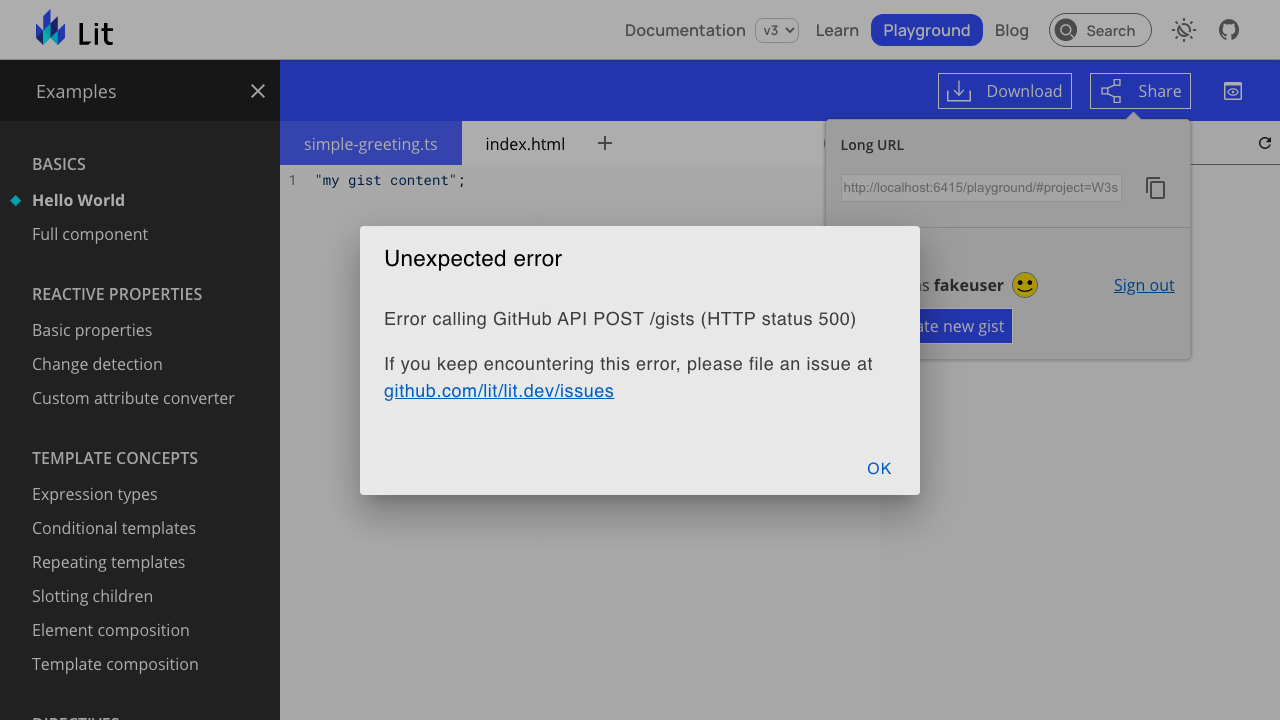 Lit
Documentation v3 Learn Playground Blog Search
Examples
Download Share
simple-greeting.ts index.html
Long URL
1 "my gist content";
http://localhost:6415/playground/#project=W3s
BASICS
Hello World
Full component
REACTIVE PROPERTIES
Basic properties
Change detection
Custom attribute converter
TEMPLATE CONCEPTS
Expression types
Conditional templates
Repeating templates
Slotting children
Element composition
Template composition
Unexpected error
Error calling GitHub API POST /gists (HTTP status 500)
If you keep encountering this error, please file an issue at
github.com/lit/lit.dev/issues
OK
fakeuser Sign out
new gist